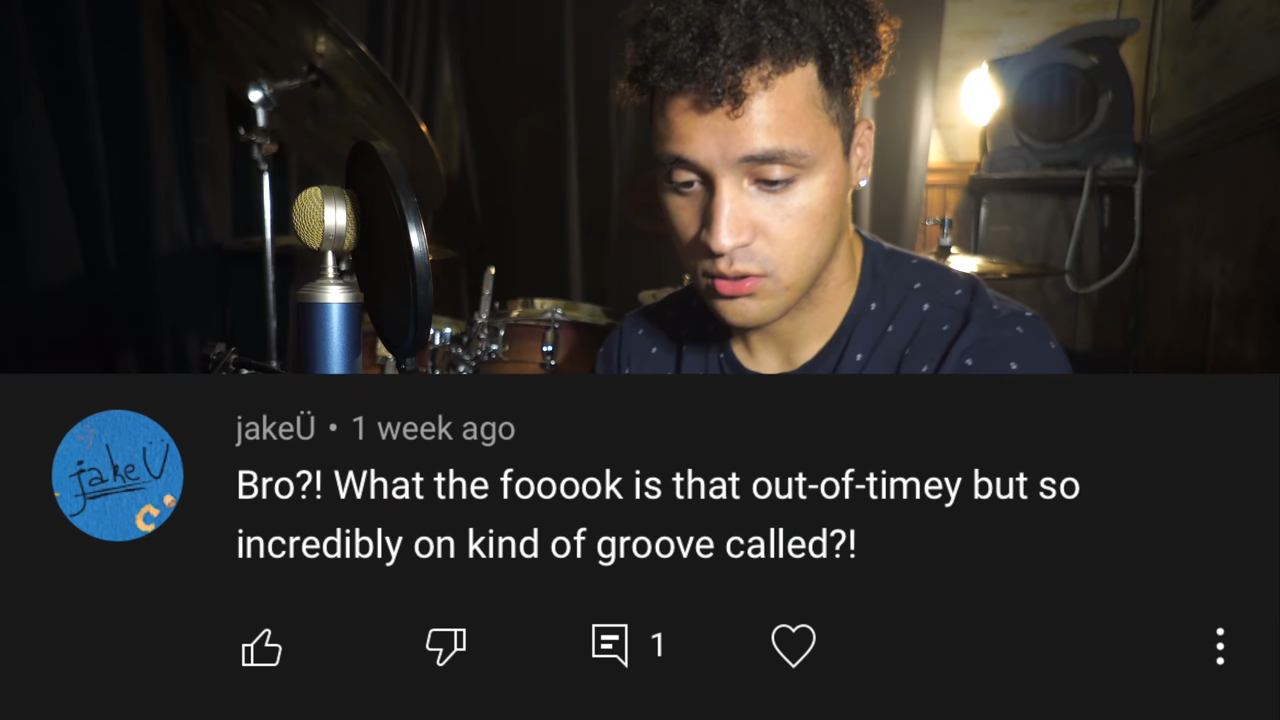 jakeÜ
jakeÜ • 1 week ago
Bro?! What the fooook is that out-of-timey but so
incredibly on kind of groove called?!
1